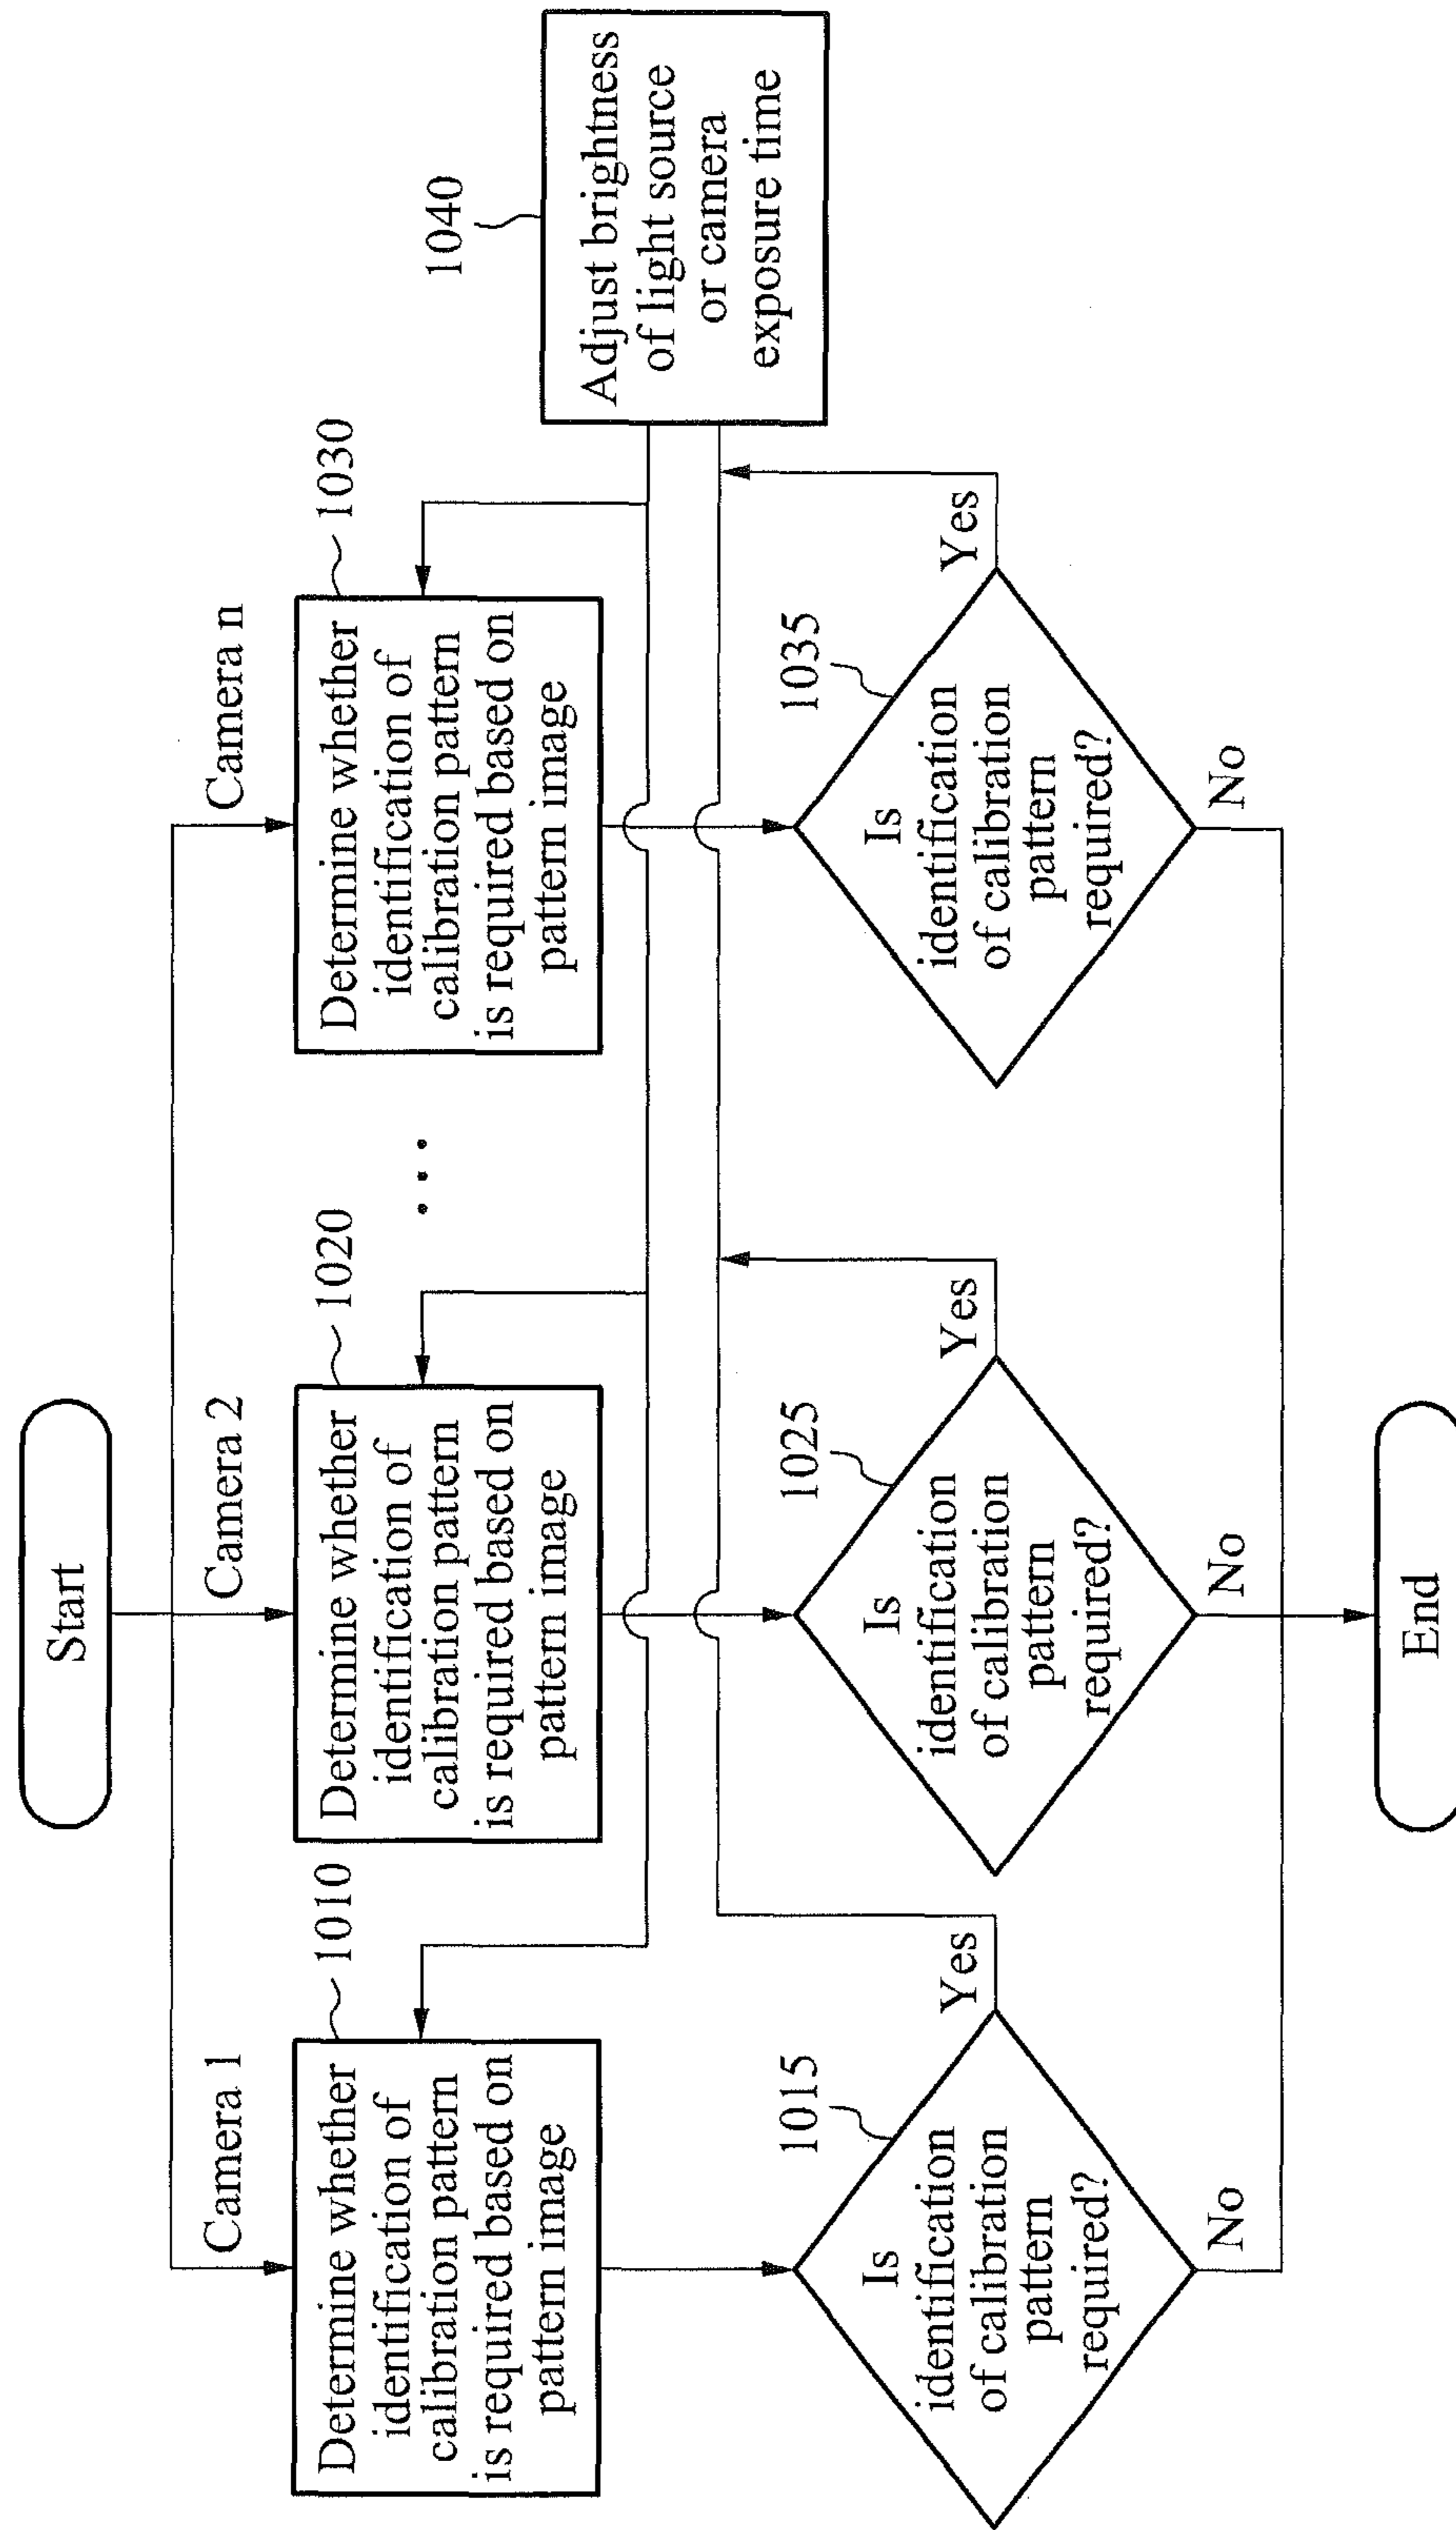 Start
Camera 1
Camera 2
Camera n
1010
Determine whether
identification of
calibration pattern
is required based on
pattern image
1020
Determine whether
identification of
calibration pattern
is required based on
pattern image
...
1030
Determine whether
identification of
calibration pattern
is required based on
pattern image
1040
Adjust brightness
of light source
or camera
exposure time
1015
Is
identification
of calibration
pattern
required?
Yes
No
1025
Is
identification
of calibration
pattern
required?
Yes
No
1035
Is
identification
of calibration
pattern
required?
Yes
No
End